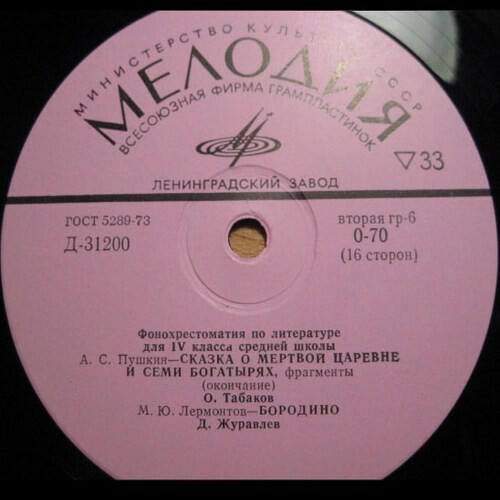 МИНИСТЕРСТВО КУЛЬТУРЫ СССР
МЕЛОДИЯ
ВСЕСОЮЗНАЯ ФИРМА ГРАМПЛАСТИНОК
▽33
ЛЕНИНГРАДСКИЙ ЗАВОД
ГОСТ 5289-73
вторая гр-6
Д-31200
0-70
(16 сторон)
Фонохрестоматия по литературе
для IV класса средней школы
А. С. Пушкин—СКАЗКА О МЕРТВОЙ ЦАРЕВНЕ
И СЕМИ БОГАТЫРЯХ, фрагменты
(окончание)
О. Табаков
М. Ю. Лермонтов—БОРОДИНО
Д. Журавлев